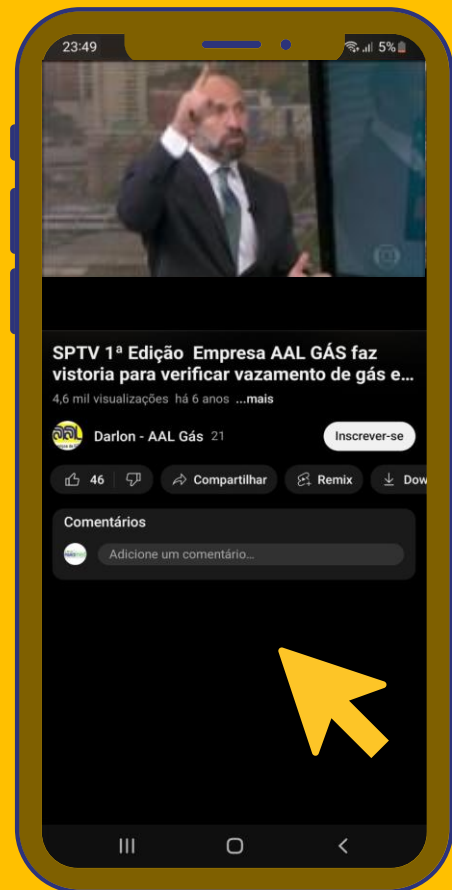 23:49
5%
SPTV 1ª Edição Empresa AAL GÁS faz
vistoria para verificar vazamento de gás e...
4,6 mil visualizações há 6 anos ...mais
aal
Darlon - AAL Gás 21
Inscrever-se
46
Compartilhar
Remix
Dow
Comentários
Adicione um comentário...